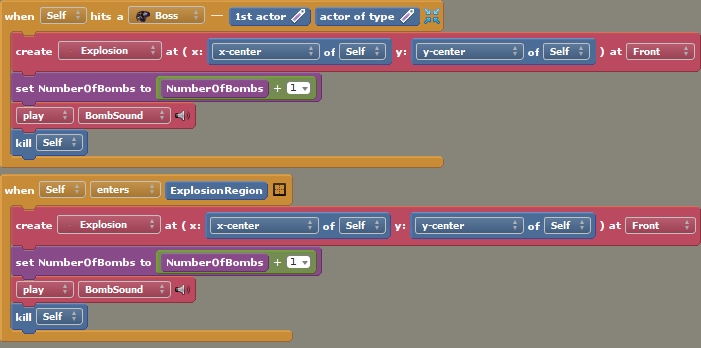 when Self hits a Boss — 1st actor actor of type
create Explosion at ( x: x-center of Self y: y-center of Self ) at Front
set NumberOfBombs to NumberOfBombs + 1
play BombSound
kill Self
when Self enters ExplosionRegion
create Explosion at ( x: x-center of Self y: y-center of Self ) at Front
set NumberOfBombs to NumberOfBombs + 1
play BombSound
kill Self